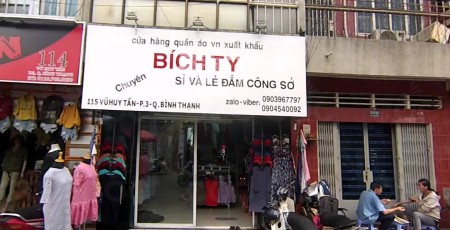 cửa hàng quần áo vn xuất khẩu
BÍCH TY
Chuyên
SỈ VÀ LẺ ĐẦM CÔNG SỞ
115 VŨ HUY TẤN-P.3-Q.BÌNH THẠNH
zalo-viber: 0903967797
0904540092
114